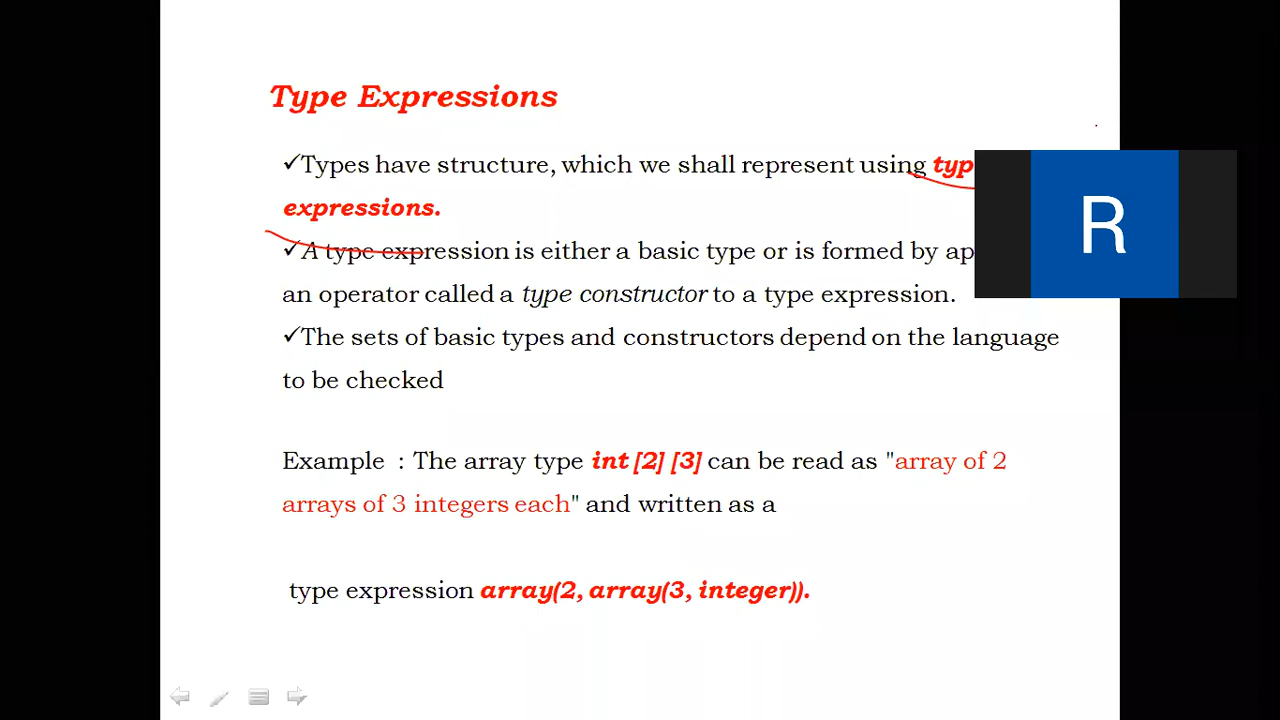 Type Expressions
✓Types have structure, which we shall represent using
expressions.
✓A type expression is either a basic type or is formed by
an operator called a type constructor to a type expression.
✓The sets of basic types and constructors depend on the language
to be checked
Example : The array type int [2] [3] can be read as "array of 2
arrays of 3 integers each" and written as a
type expression array(2, array(3, integer)).
R